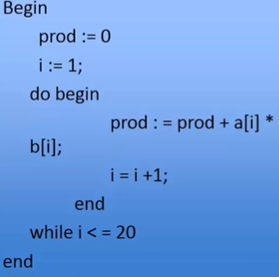 Begin
prod := 0
i := 1;
do begin
prod : = prod + a[i] *
b[i];
i = i +1;
end
while i < = 20
end